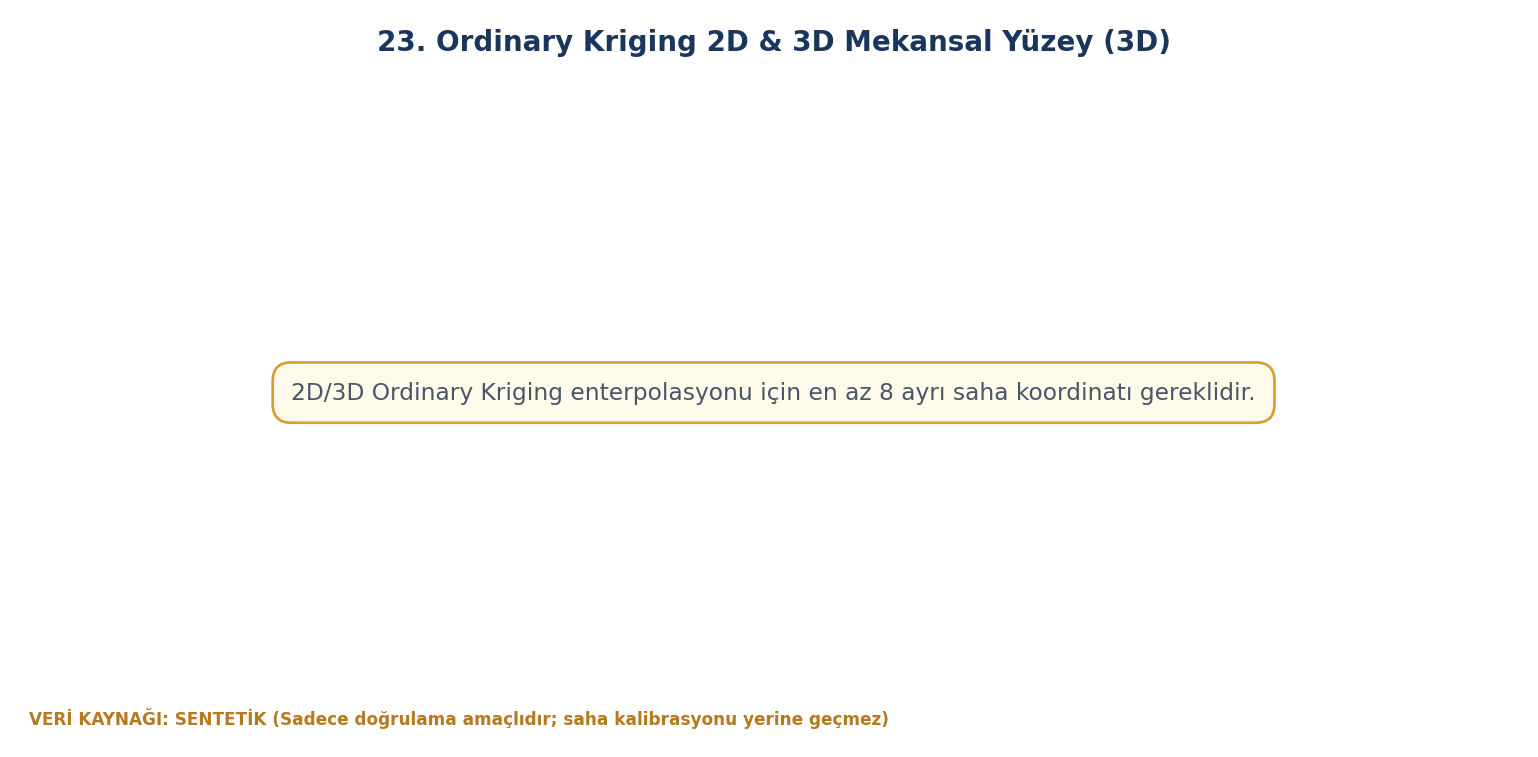 23. Ordinary Kriging 2D & 3D Mekansal Yüzey (3D)
2D/3D Ordinary Kriging enterpolasyonu için en az 8 ayrı saha koordinatı gereklidir.
VERİ KAYNAĞI: SENTETİK (Sadece doğrulama amaçlıdır; saha kalibrasyonu yerine geçmez)